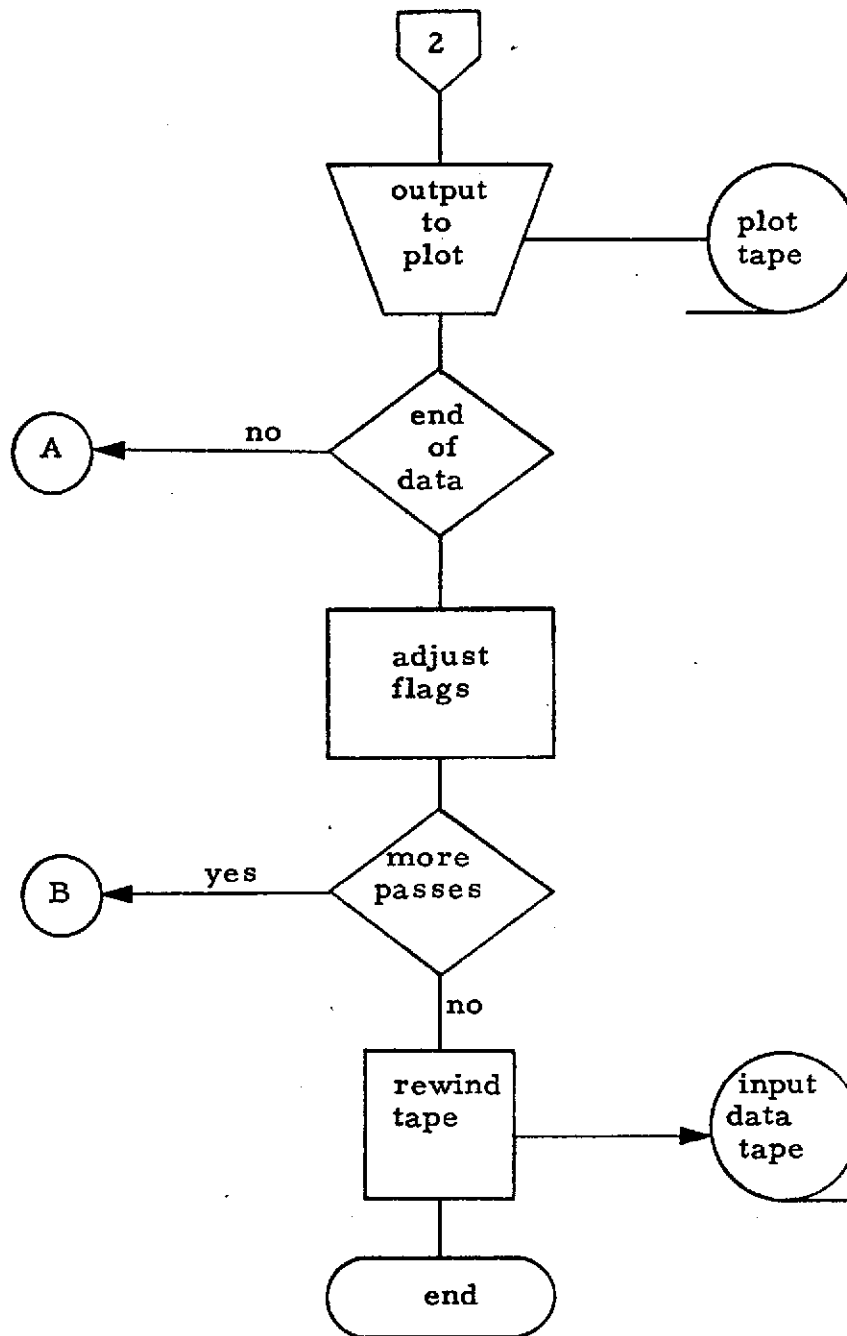 2
output
to
plot
plot
tape
end
of
data
no
A
adjust
flags
more
passes
yes
B
no
rewind
tape
input
data
tape
end